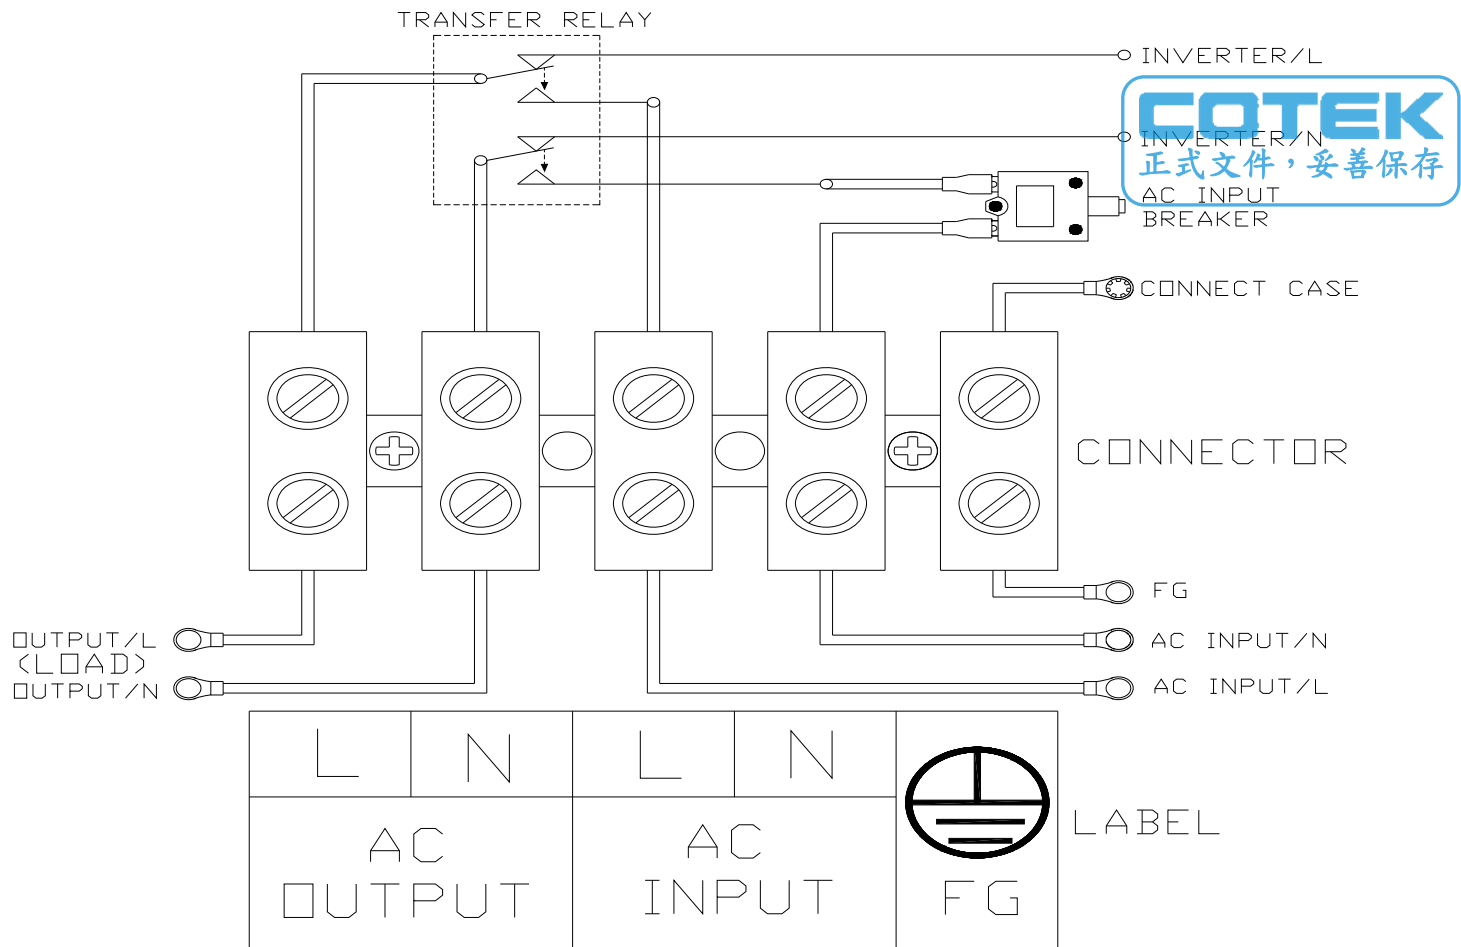 TRANSFER RELAY
INVERTER/L
COTEK
INVERTER/N
正式文件，妥善保存
AC INPUT
BREAKER
CONNECT CASE
CONNECTOR
FG
OUTPUT/L
(LOAD)
OUTPUT/N
AC INPUT/N
AC INPUT/L
L N L N
LABEL
AC
OUTPUT
AC
INPUT
FG